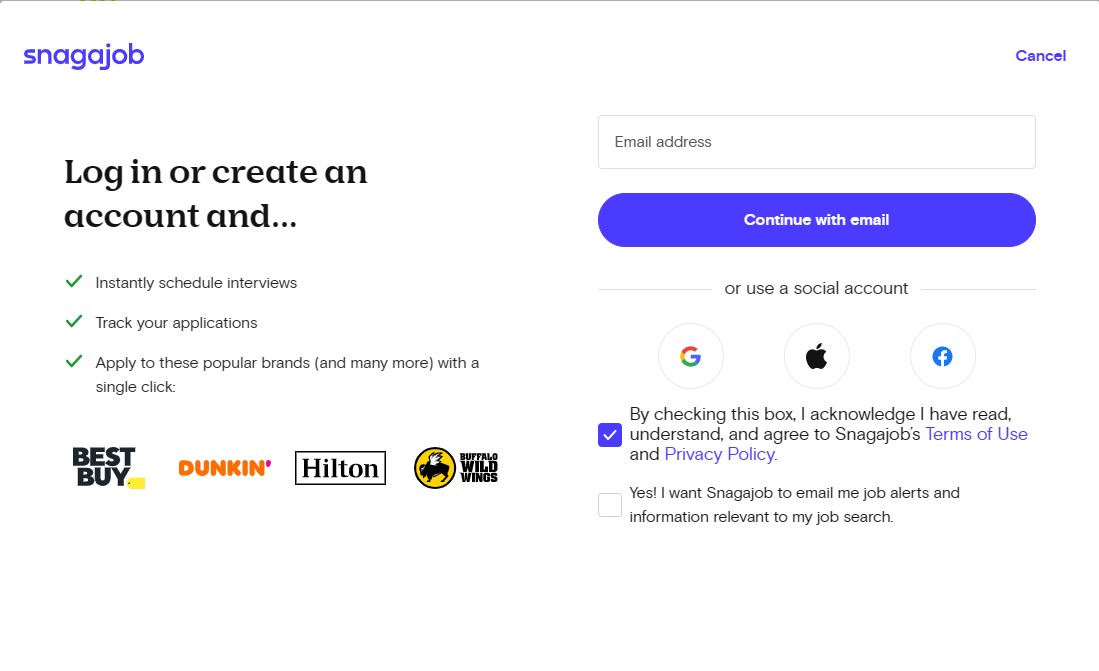 snagajob
Cancel
Log in or create an
account and...
Instantly schedule interviews
Track your applications
Apply to these popular brands (and many more) with a
single click:
BEST
BUY
DUNKIN'
Hilton
BUFFALO
WILD
WINGS
Email address
Continue with email
or use a social account
By checking this box, I acknowledge I have read,
understand, and agree to Snagajob's Terms of Use
and Privacy Policy.
Yes! I want Snagajob to email me job alerts and
information relevant to my job search.